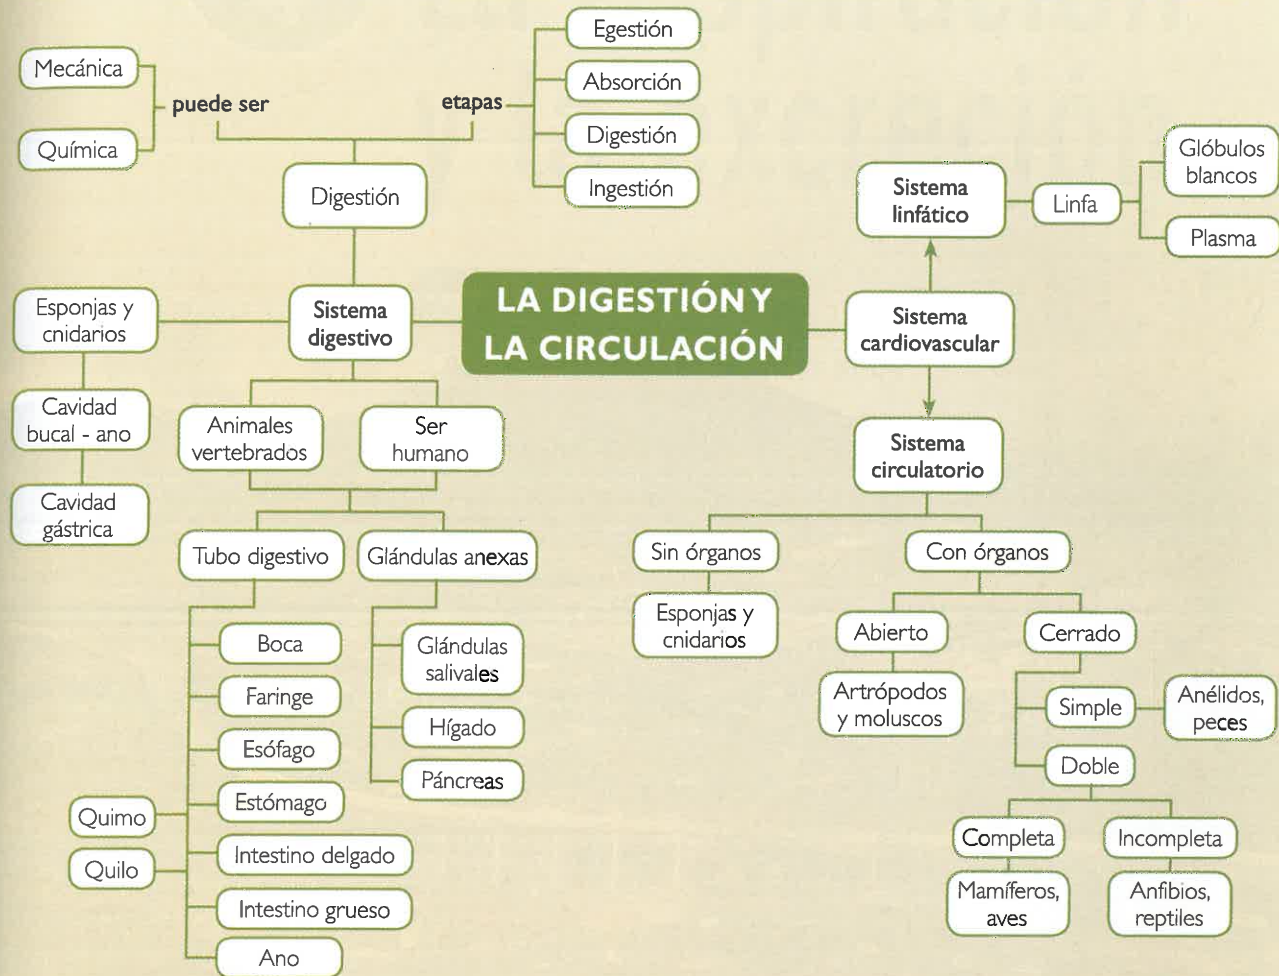 Egestión
Mecánica
Absorción
puede ser
etapas
Química
Digestión
Ingestión
Digestión
Sistema
linfático
Linfa
Glóbulos
blancos
Plasma
LA DIGESTIÓN Y
LA CIRCULACIÓN
Esponjas y
cnidarios
Sistema
digestivo
Sistema
cardiovascular
Cavidad
bucal - ano
Cavidad
gástrica
Animales
vertebrados
Ser
humano
Sistema
circulatorio
Tubo digestivo
Glándulas anexas
Sin órganos
Con órganos
Esponjas y
cnidarios
Abierto
Cerrado
Artrópodos
y moluscos
Simple
Anélidos,
peces
Doble
Completa
Incompleta
Mamíferos,
aves
Anfibios,
reptiles
Boca
Faringe
Esófago
Estómago
Intestino delgado
Intestino grueso
Ano
Quimo
Quilo
Glándulas
salivales
Hígado
Páncreas